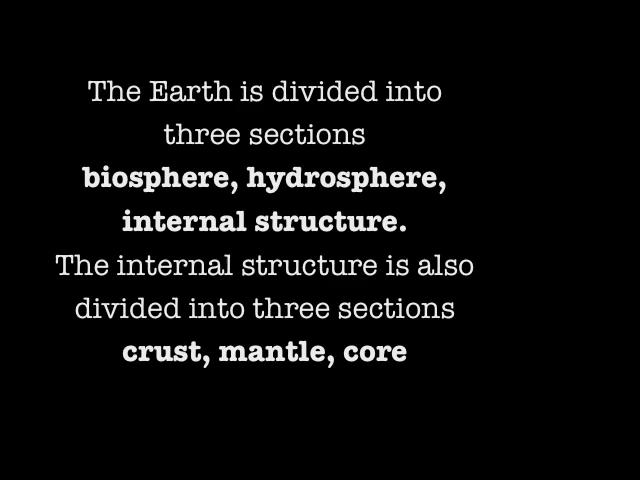 The Earth is divided into
three sections
biosphere, hydrosphere,
internal structure.
The internal structure is also
divided into three sections
crust, mantle, core